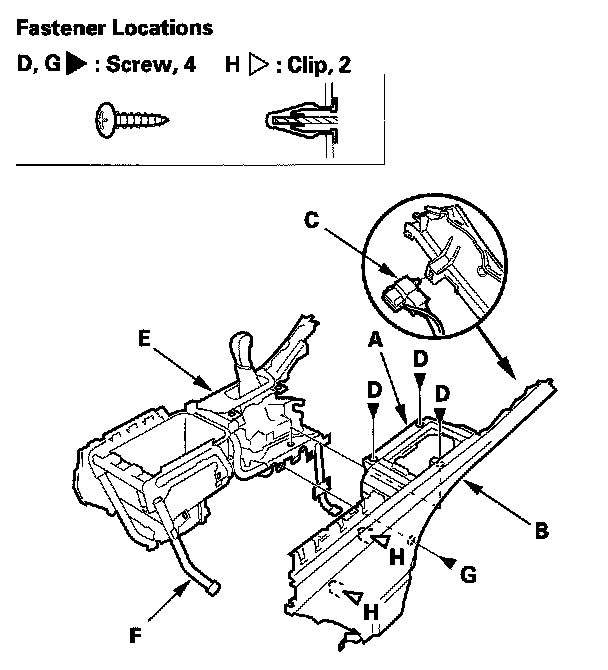 Fastener Locations
D, G ▶ : Screw, 4 H ▷ : Clip, 2
C
A
E
D
D
D
B
H
G
H
F